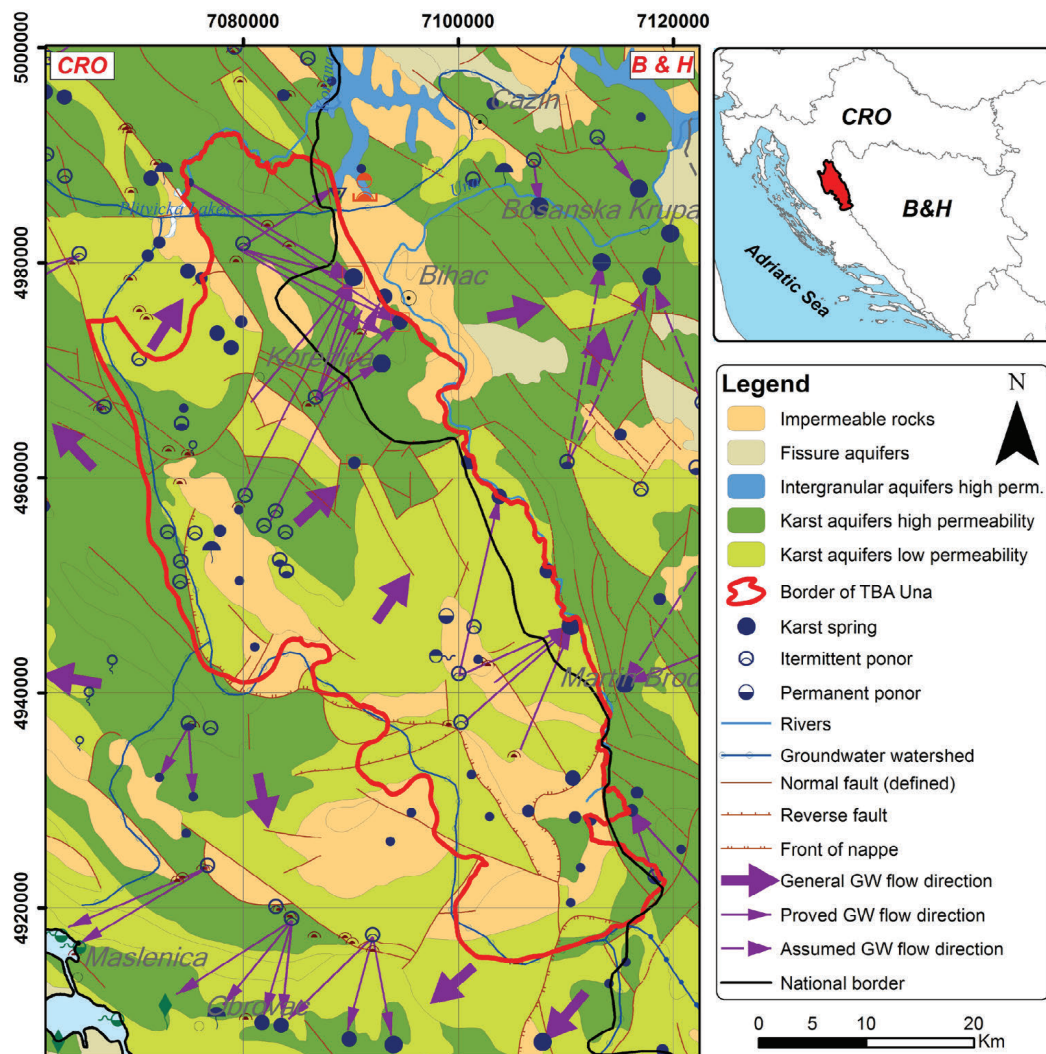 7080000 7100000 7120000
5000000
4980000
4960000
4940000
4920000
CRO
B & H
Korana
Cazin
Una
Plitvicka Lakes
Bosanska Krupa
Bihac
Korenica
Martin Brod
Maslenica
Obrovac
CRO
B&H
Adriatic Sea
Legend
N
Impermeable rocks
Fissure aquifers
Intergranular aquifers high perm.
Karst aquifers high permeability
Karst aquifers low permeability
Border of TBA Una
Karst spring
Itermittent ponor
Permanent ponor
Rivers
Groundwater watershed
Normal fault (defined)
Reverse fault
Front of nappe
General GW flow direction
Proved GW flow direction
Assumed GW flow direction
National border
0 5 10 20
Km